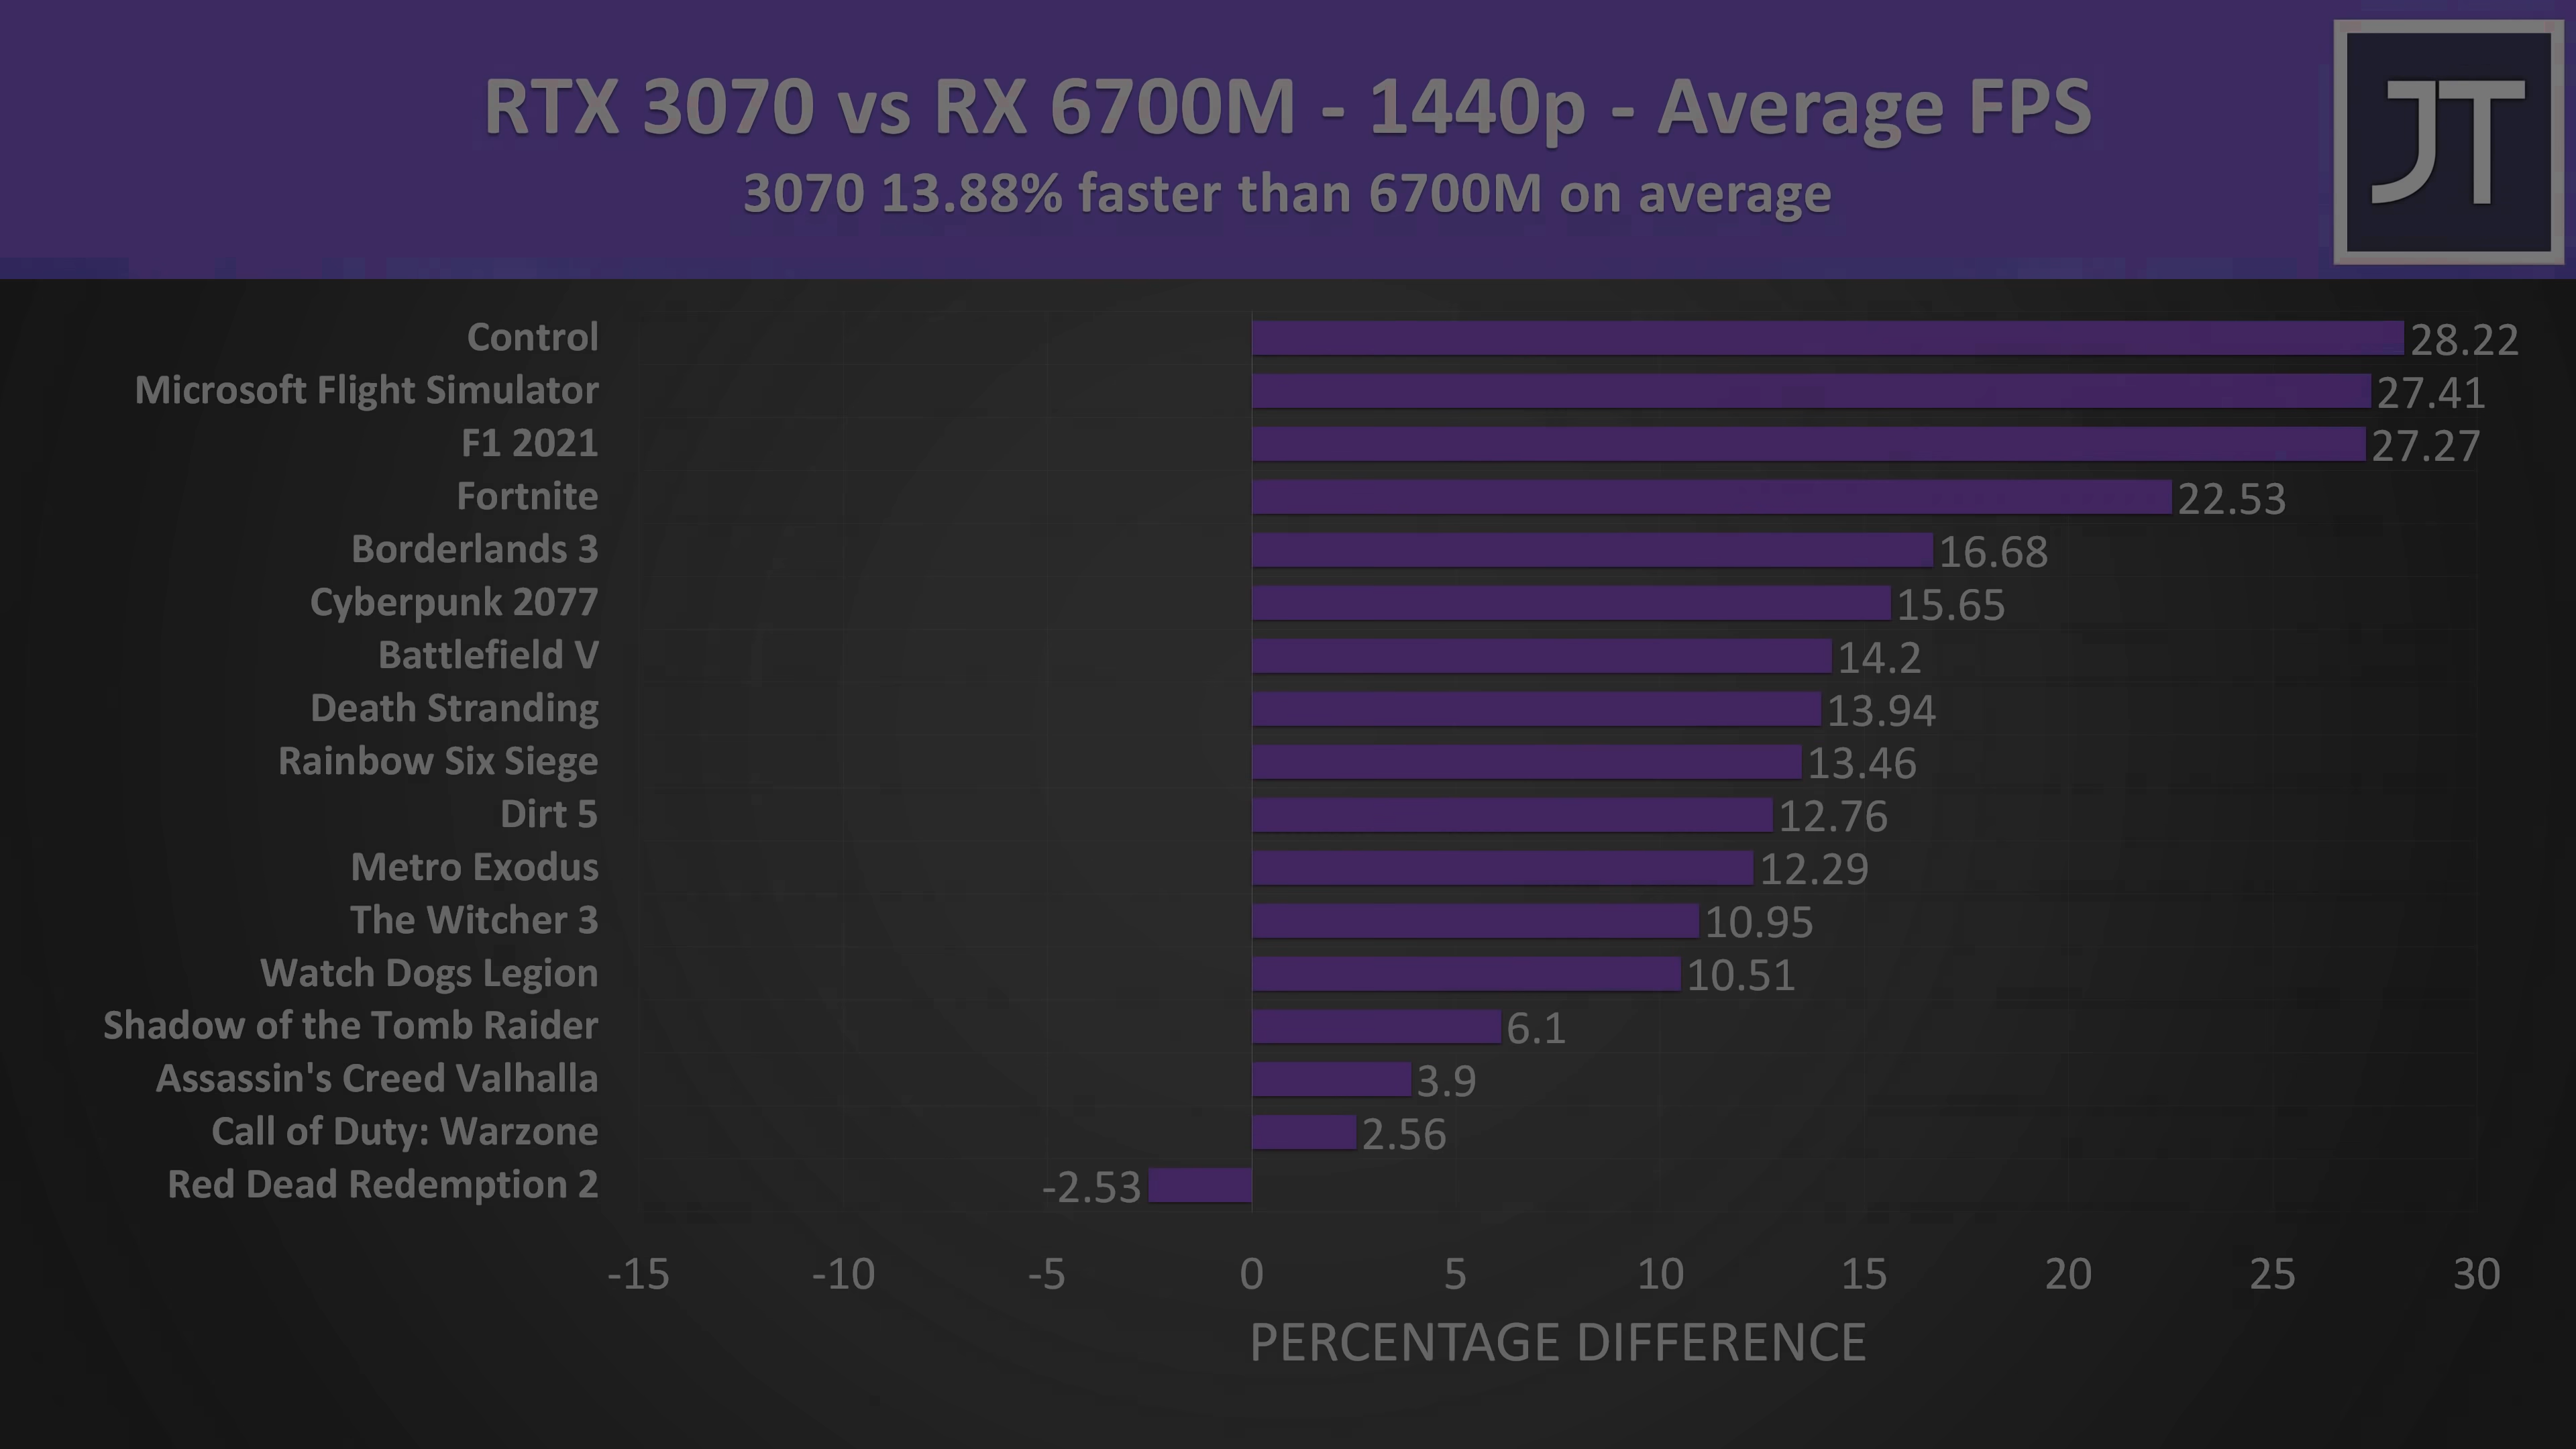 RTX 3070 vs RX 6700M - 1440p - Average FPS
3070 13.88% faster than 6700M on average
JT
Control 28.22
Microsoft Flight Simulator 27.41
F1 2021 27.27
Fortnite 22.53
Borderlands 3 16.68
Cyberpunk 2077 15.65
Battlefield V 14.2
Death Stranding 13.94
Rainbow Six Siege 13.46
Dirt 5 12.76
Metro Exodus 12.29
The Witcher 3 10.95
Watch Dogs Legion 10.51
Shadow of the Tomb Raider 6.1
Assassin's Creed Valhalla 3.9
Call of Duty: Warzone 2.56
Red Dead Redemption 2 -2.53
-15 -10 -5 0 5 10 15 20 25 30
PERCENTAGE DIFFERENCE